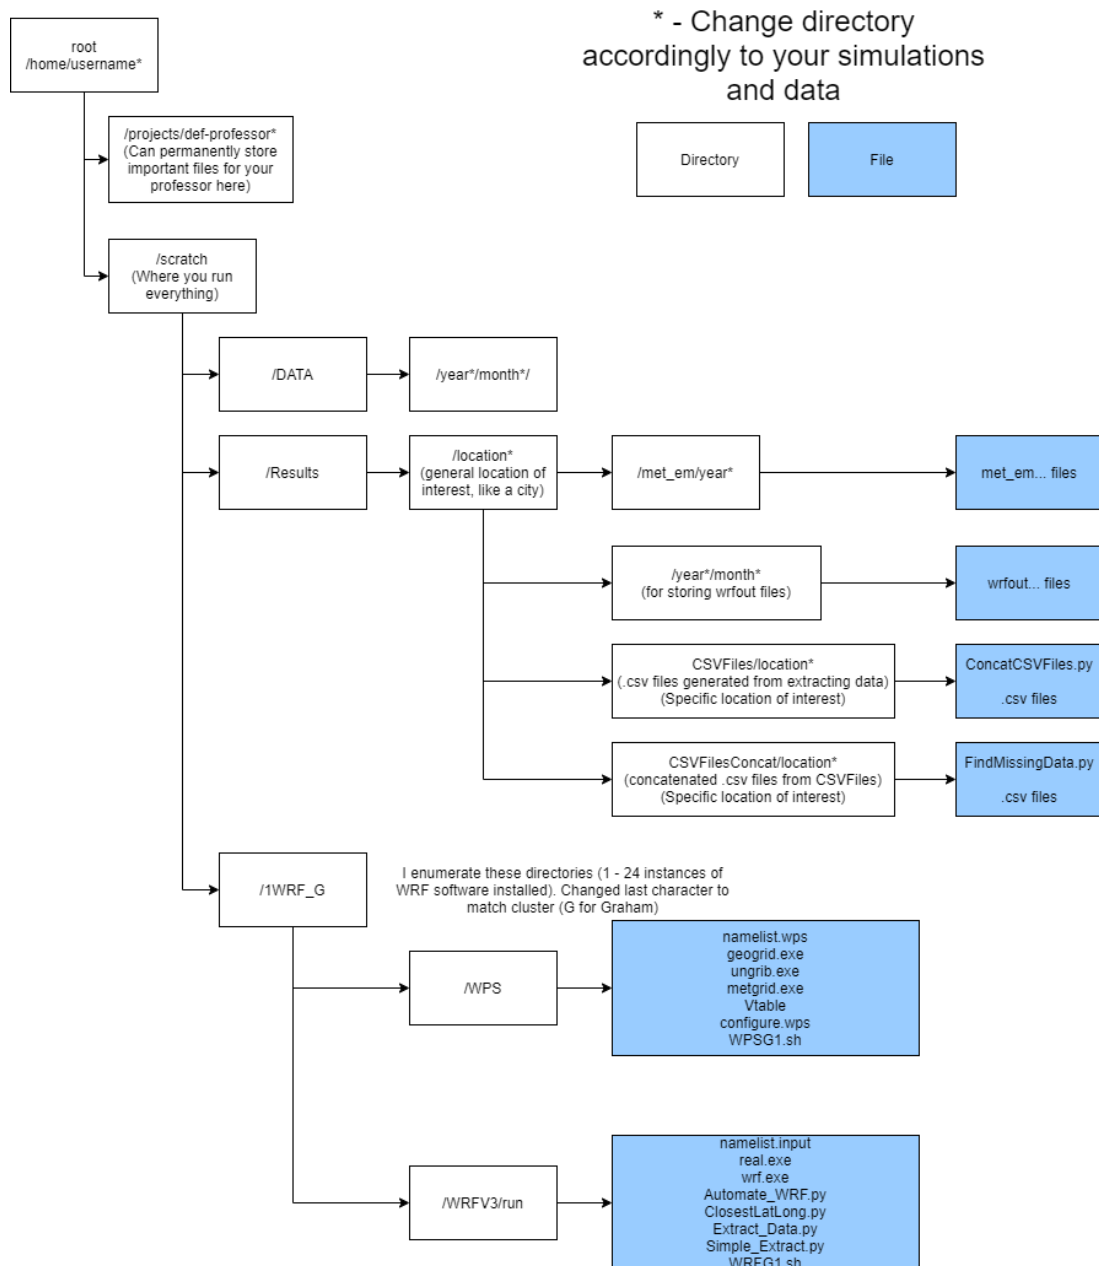 root
/home/username*
* - Change directory
accordingly to your simulations
and data
/projects/def-professor*
(Can permanently store
important files for your
professor here)
Directory
File
/scratch
(Where you run
everything)
/DATA
/year*/month*/
/Results
/location*
(general location of
interest, like a city)
/met_em/year*
met_em... files
/year*/month*
(for storing wrfout files)
wrfout... files
CSVFiles/location*
(.csv files generated from extracting data)
(Specific location of interest)
ConcatCSVFiles.py
.csv files
CSVFilesConcat/location*
(concatenated .csv files from CSVFiles)
(Specific location of interest)
FindMissingData.py
.csv files
/1WRF_G
I enumerate these directories (1 - 24 instances of
WRF software installed). Changed last character to
match cluster (G for Graham)
/WPS
namelist.wps
geogrid.exe
ungrib.exe
metgrid.exe
Vtable
configure.wps
WPSG1.sh
/WRFV3/run
namelist.input
real.exe
wrf.exe
Automate_WRF.py
ClosestLatLong.py
Extract_Data.py
Simple_Extract.py
WRFG1.sh